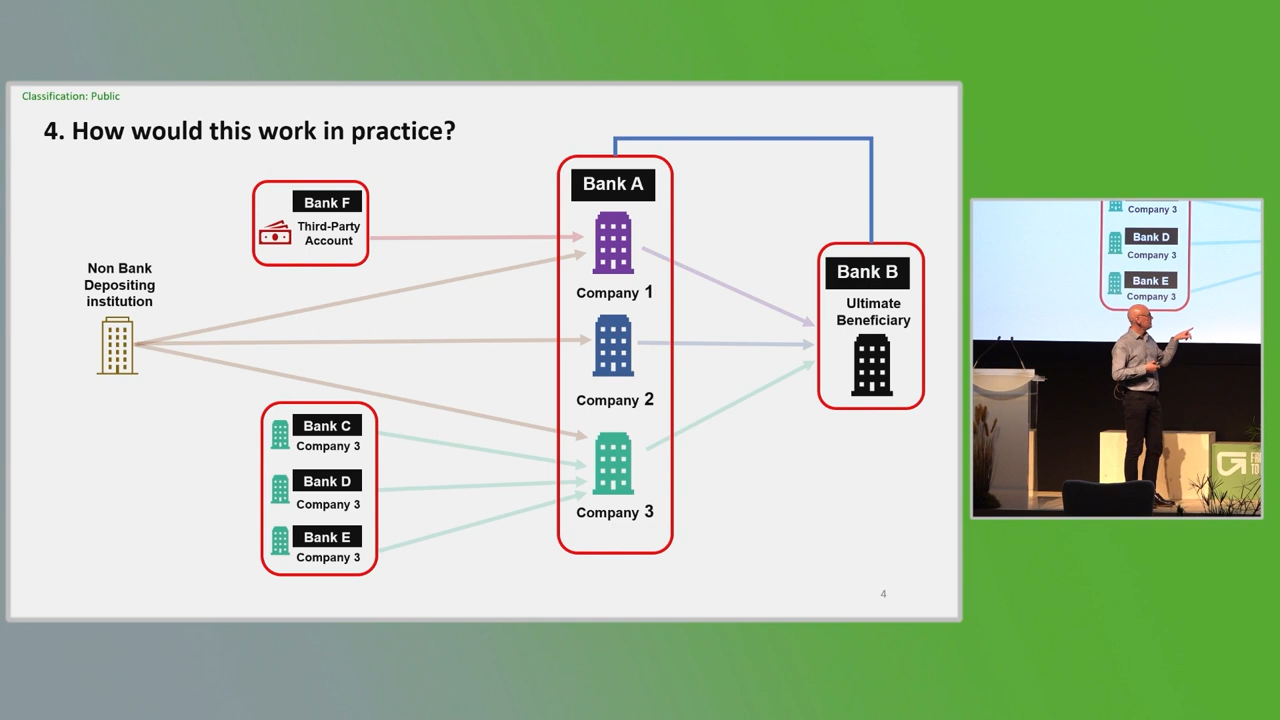 Classification: Public
4. How would this work in practice?
Bank F
Third-Party
Account
Non Bank
Depositing
institution
Bank C
Company 3
Bank D
Company 3
Bank E
Company 3
Bank A
Company 1
Company 2
Company 3
Bank B
Ultimate
Beneficiary
4
Company 3
Bank D
Company 3
Bank E
Company 3